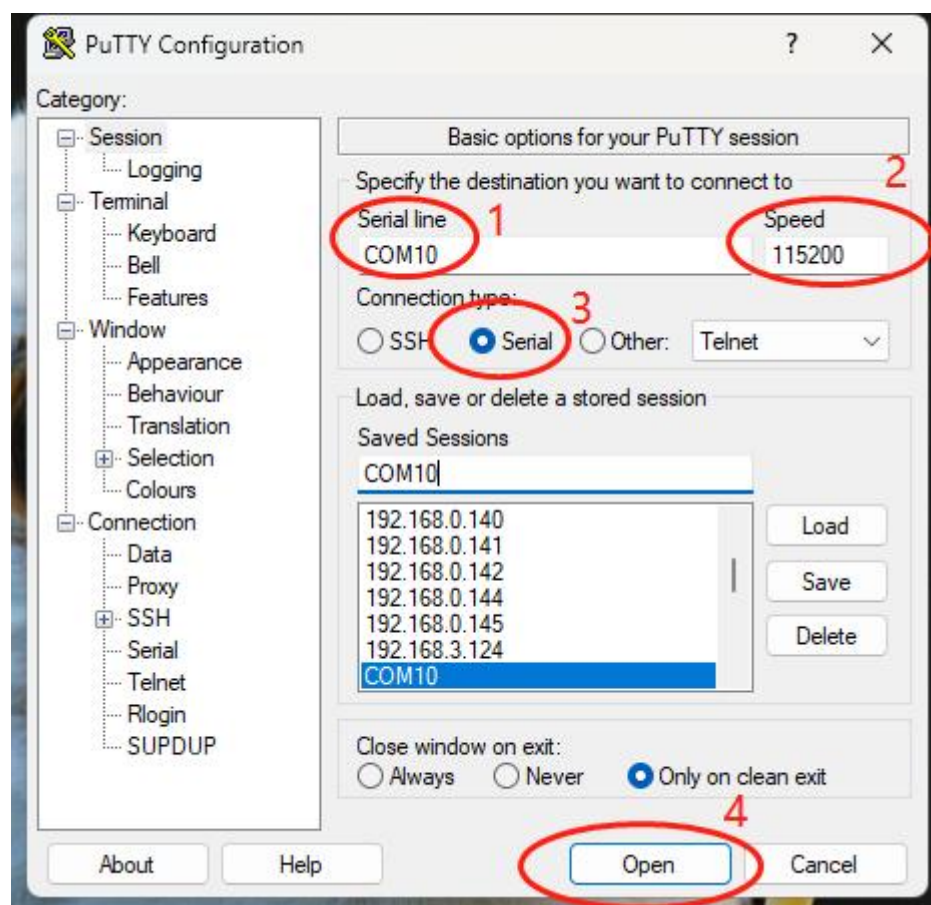 PuTTY Configuration
?
Category:
Session
Logging
Terminal
Keyboard
Bell
Features
Window
Appearance
Behaviour
Translation
Selection
Colours
Connection
Data
Proxy
SSH
Serial
Telnet
Rlogin
SUPDUP
Basic options for your PuTTY session
Specify the destination you want to connect to
2
Serial line 1 Speed
COM10 115200
Connection type: 3
SSH Serial Other: Telnet
Load, save or delete a stored session
Saved Sessions
COM10
192.168.0.140
192.168.0.141
192.168.0.142
192.168.0.144
192.168.0.145
192.168.3.124
COM10
Load
Save
Delete
Close window on exit:
Always Never Only on clean exit
4
About Help Open Cancel